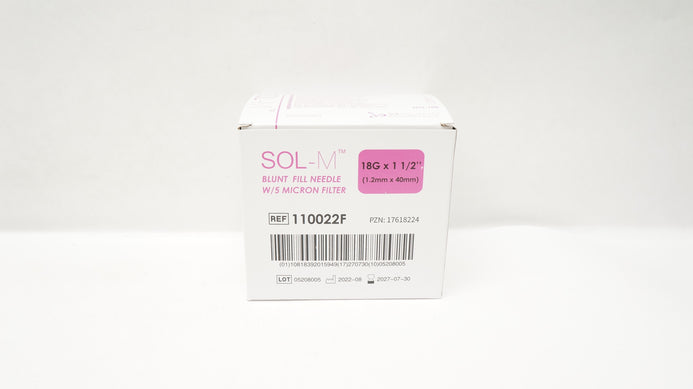 SOL-M™
BLUNT FILL NEEDLE
W/5 MICRON FILTER
18G x 1 1/2''
(1.2mm x 40mm)
REF 110022F
PZN: 17618224
(01)10818392015949(17)270730(10)05208005
LOT 05208005 2022-08 2027-07-30